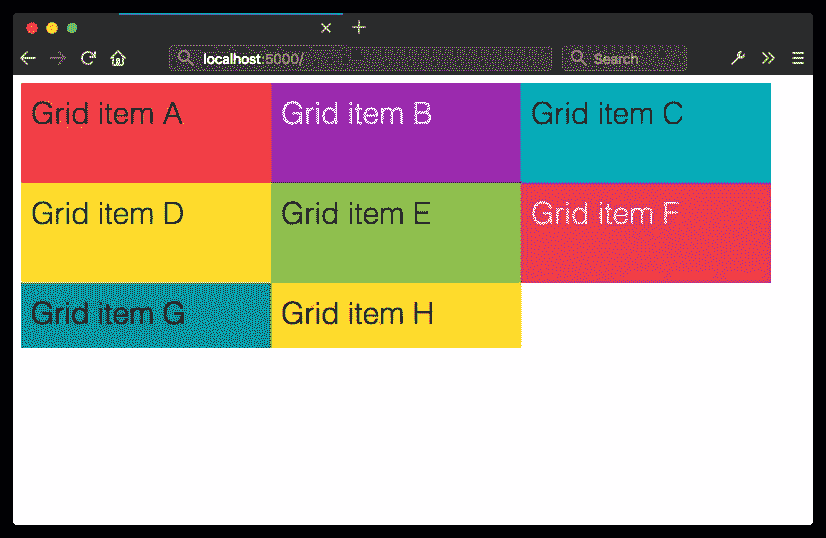 localhost:5000/
Search
Grid item A
Grid item B
Grid item C
Grid item D
Grid item E
Grid item F
Grid item G
Grid item H